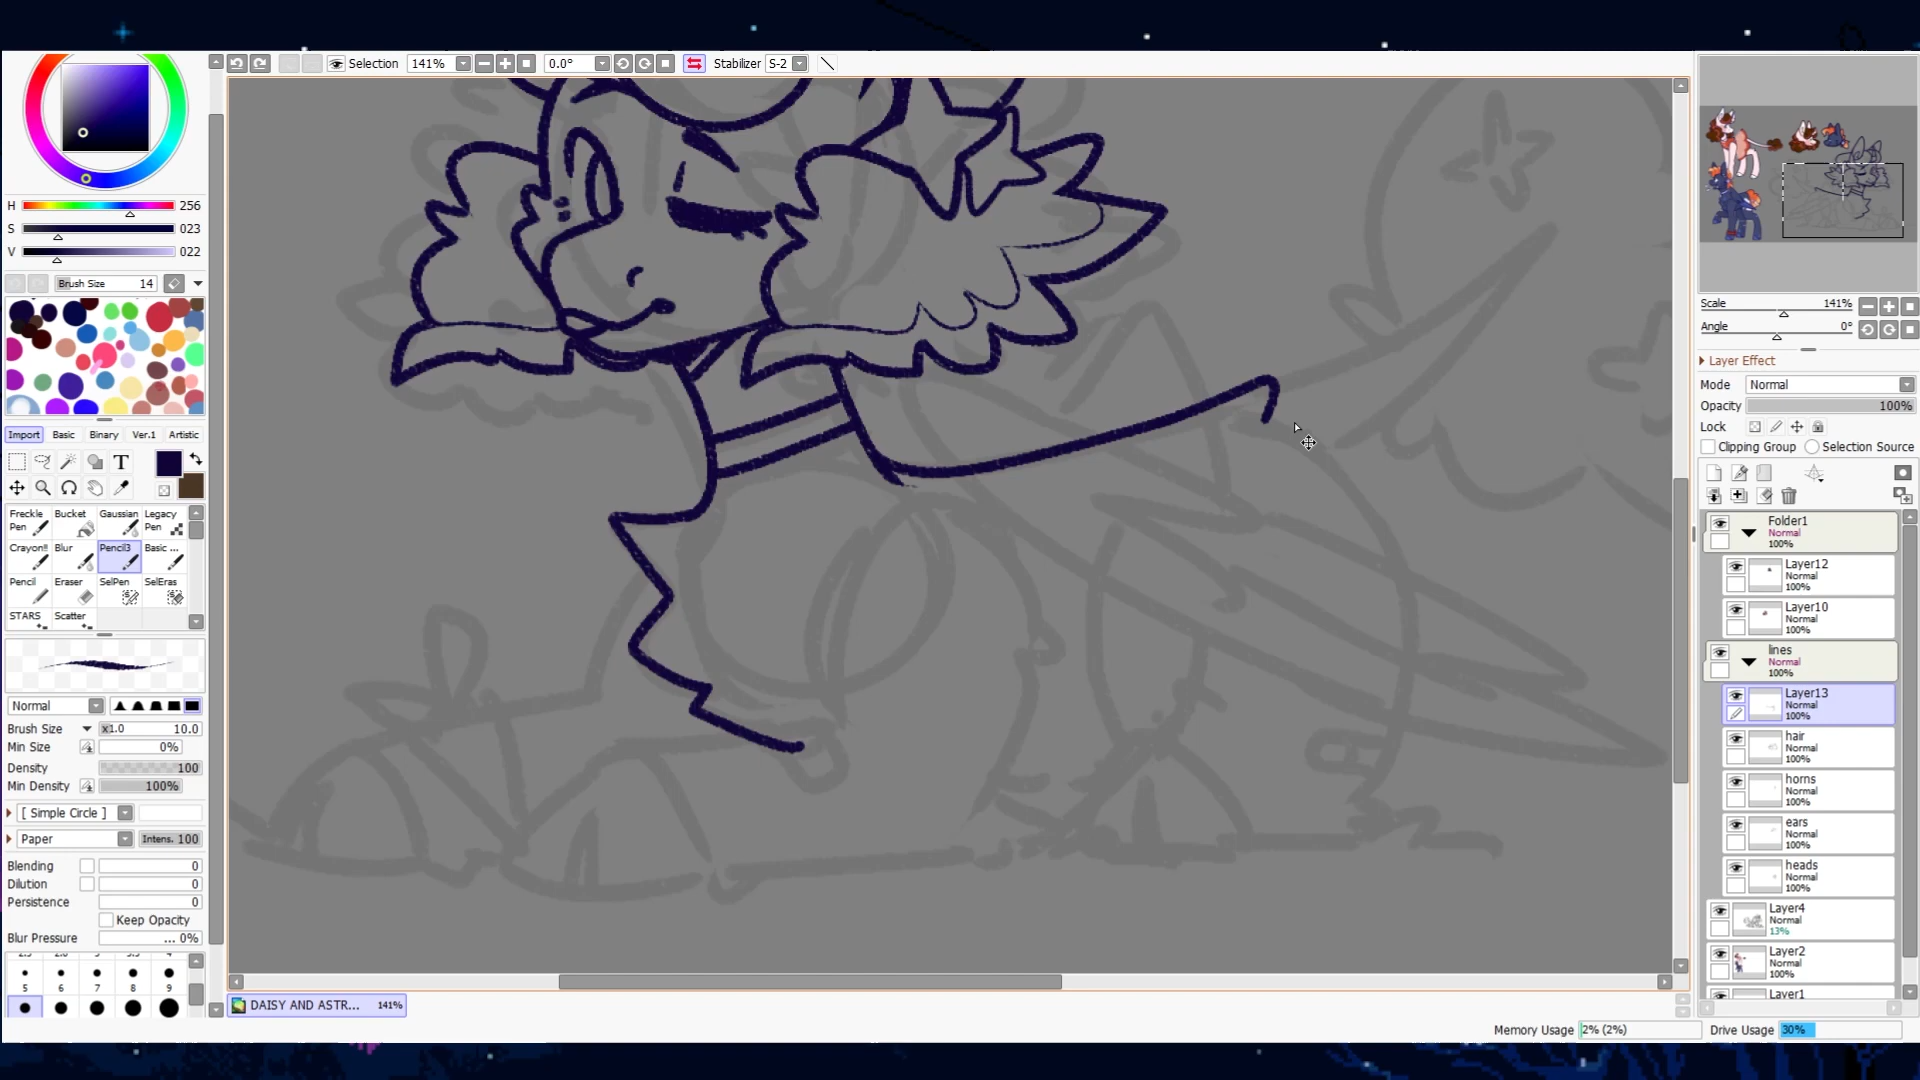 Selection 141% 0.0° Stabilizer S-2
H 256
S 023
V 022
Brush Size 14
Import Basic Binary Ver.1 Artistic
T
Freckle Pen Bucket Gaussian Legacy Pen
Crayon!! Blur Pencil3 Basic ...
Pencil Eraser SelPen SelEras
STARS Scatter
Normal
Brush Size x1.0 10.0
Min Size 0%
Density 100
Min Density 100%
[ Simple Circle ]
Paper Intens. 100
Blending 0
Dilution 0
Persistence 0
Keep Opacity
Blur Pressure ... 0%
5 6 7 8 9
DAISY AND ASTR... 141%
Scale 141%
Angle 0°
Layer Effect
Mode Normal
Opacity 100%
Lock
Clipping Group Selection Source
Folder1
Normal
100%
Layer12
Normal
100%
Layer10
Normal
100%
lines
Normal
100%
Layer13
Normal
100%
hair
Normal
100%
horns
Normal
100%
ears
Normal
100%
heads
Normal
100%
Layer4
Normal
13%
Layer2
Normal
100%
Layer1
Memory Usage 2% (2%) Drive Usage 30%